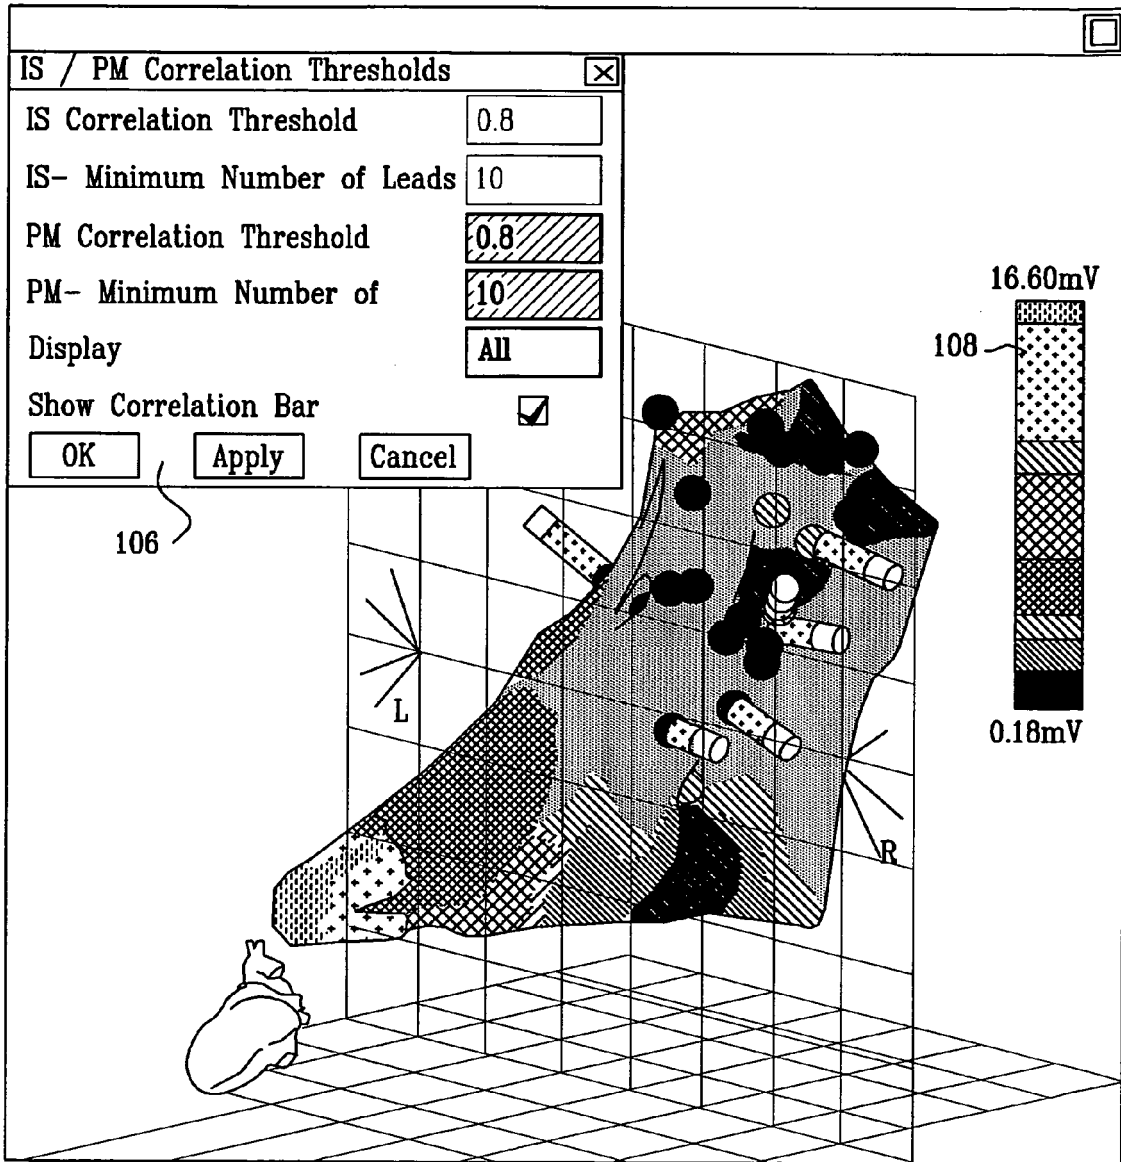 IS / PM Correlation Thresholds
IS Correlation Threshold 0.8
IS- Minimum Number of Leads 10
PM Correlation Threshold 0.8
PM- Minimum Number of 10
Display All
Show Correlation Bar
OK Apply Cancel
106
16.60mV
108
0.18mV
L
R